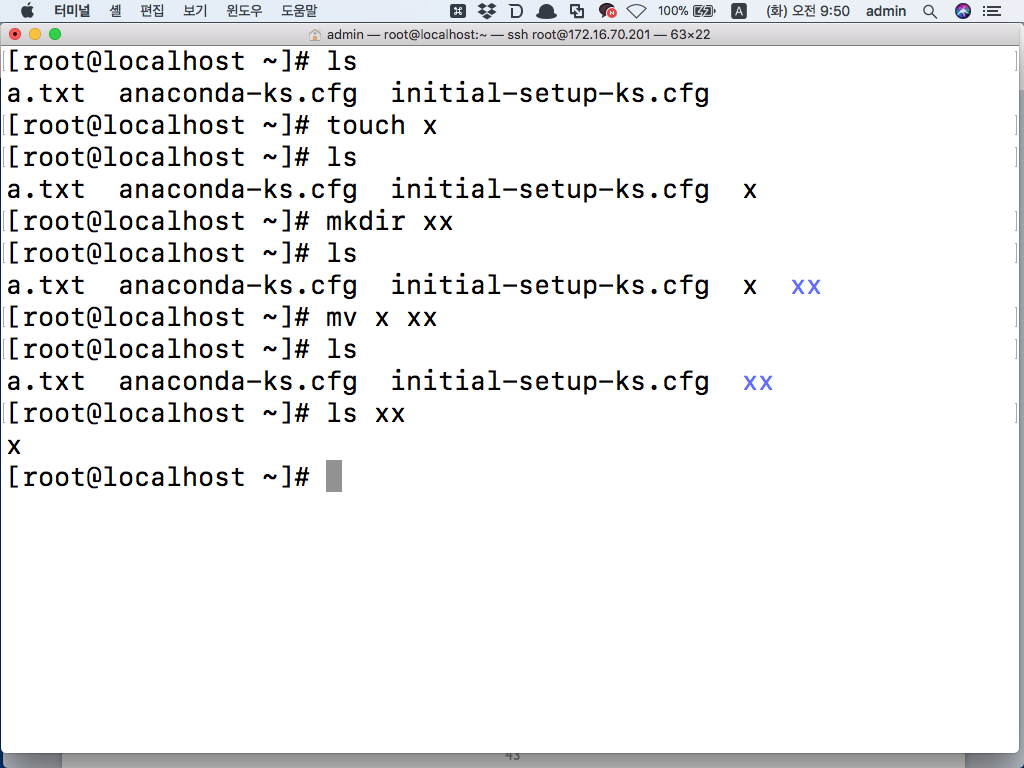 터미널 셸 편집 보기 윈도우 도움말 100% A (화) 오전 9:50 admin
admin — root@localhost:~ — ssh root@172.16.70.201 — 63×22
[root@localhost ~]# ls
a.txt  anaconda-ks.cfg  initial-setup-ks.cfg
[root@localhost ~]# touch x
[root@localhost ~]# ls
a.txt  anaconda-ks.cfg  initial-setup-ks.cfg  x
[root@localhost ~]# mkdir xx
[root@localhost ~]# ls
a.txt  anaconda-ks.cfg  initial-setup-ks.cfg  x  xx
[root@localhost ~]# mv x xx
[root@localhost ~]# ls
a.txt  anaconda-ks.cfg  initial-setup-ks.cfg  xx
[root@localhost ~]# ls xx
x
[root@localhost ~]#
43